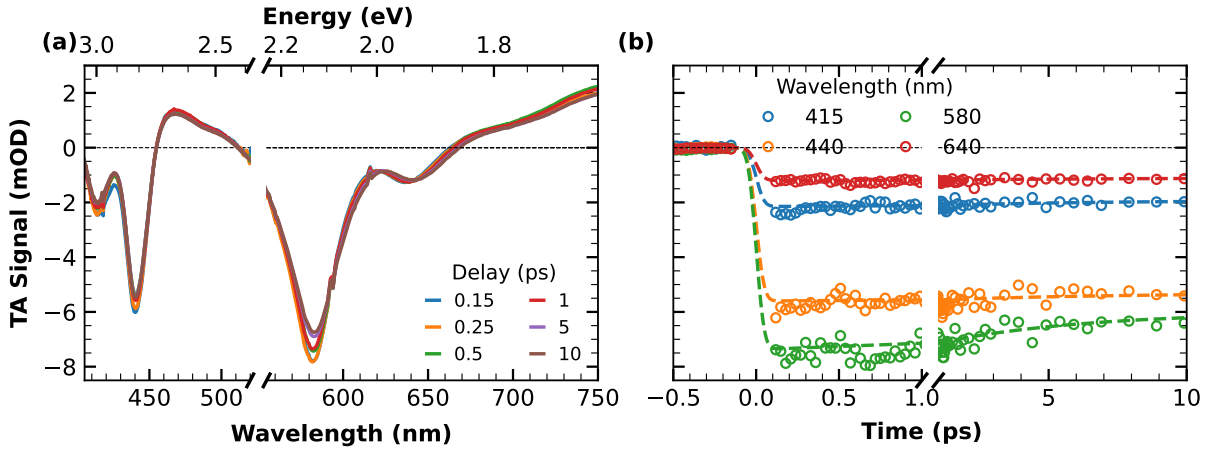 Energy (eV)
(a)
3.0 2.5 2.2 2.0 1.8
TA Signal (mOD)
2
0
−2
−4
−6
−8
Delay (ps)
0.15 1
0.25 5
0.5 10
450 500 600 650 700 750
Wavelength (nm)
(b)
Wavelength (nm)
415 580
440 640
−0.5 0.0 0.5 1.0 5 10
Time (ps)